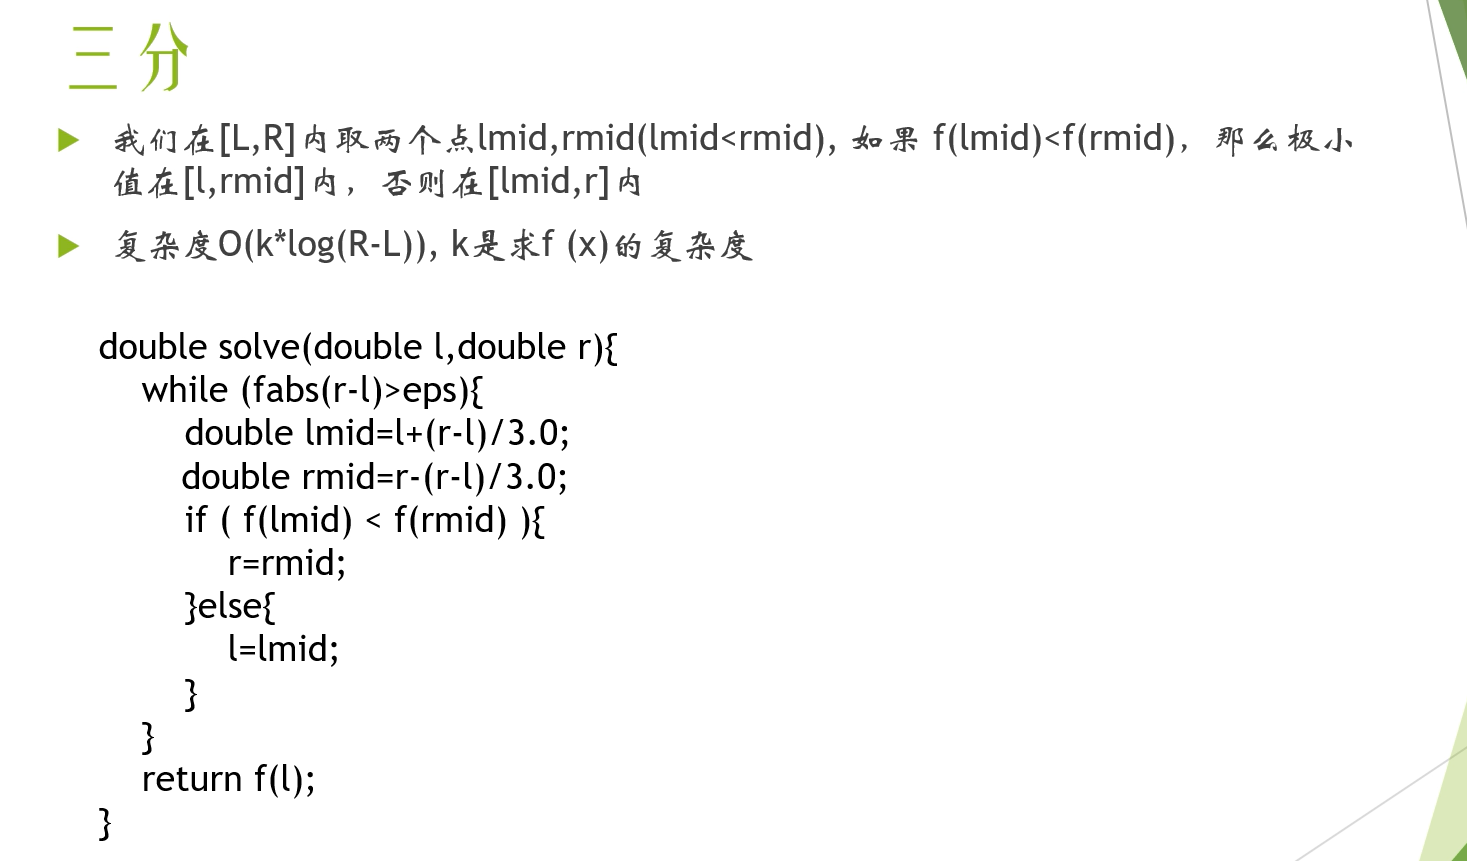 三分
我们在[L,R]内取两个点lmid,rmid(lmid<rmid), 如果 f(lmid)<f(rmid)，那么极小
值在[l,rmid]内，否则在[lmid,r]内
复杂度O(k*log(R-L)), k是求f (x)的复杂度
double solve(double l,double r){
while (fabs(r-l)>eps){
double lmid=l+(r-l)/3.0;
double rmid=r-(r-l)/3.0;
if ( f(lmid) < f(rmid) ){
r=rmid;
}else{
l=lmid;
}
}
return f(l);
}